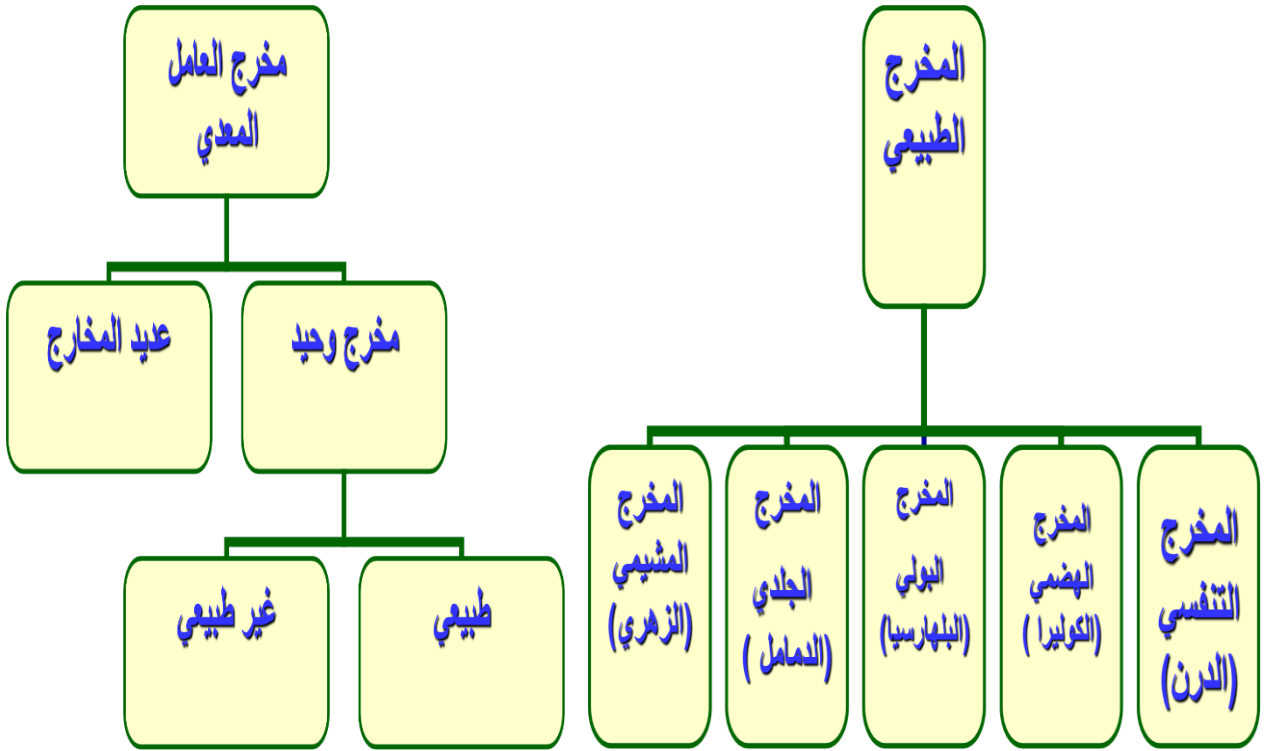 المخرج
الطبيعي
المخرج
التنفسي
(الدرن)
المخرج
الهضمي
(الكوليرا )
المخرج
البولي
(البلهارسيا)
المخرج
الجلدي
(الدمامل )
المخرج
المشيمي
(الزهري)
مخرج العامل
المعدي
مخرج وحيد
عديد المخارج
طبيعي
غير طبيعي